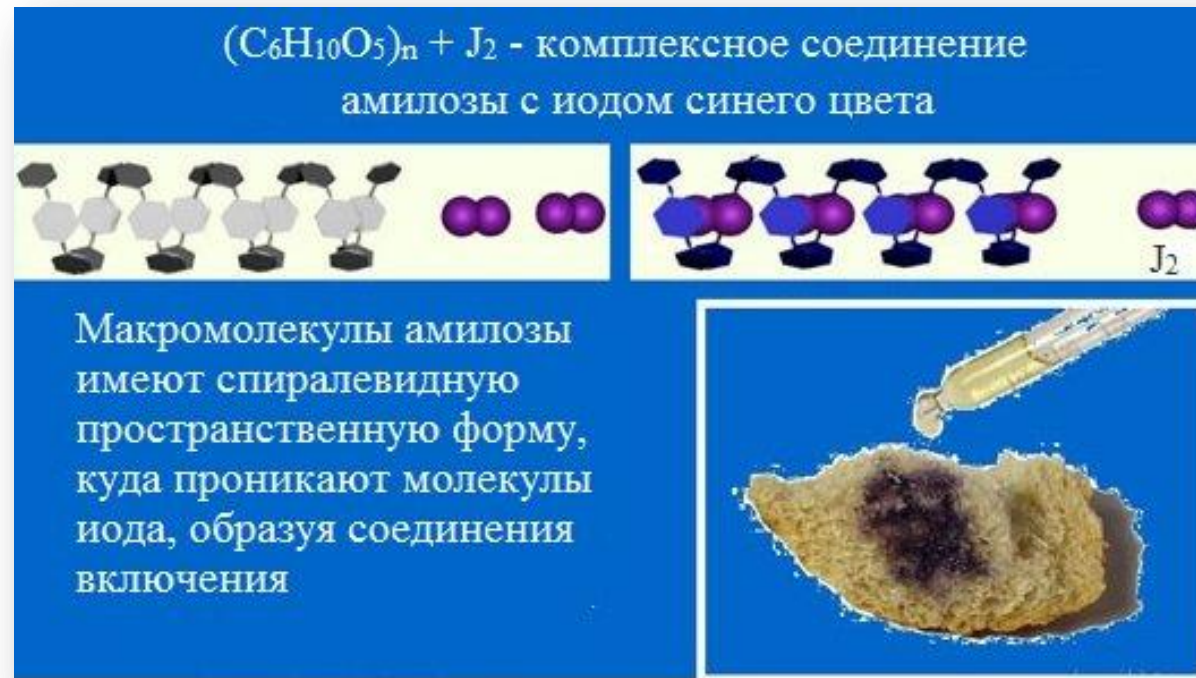 (C₆H₁₀O₅)n + J₂ - комплексное соединение
амилозы с иодом синего цвета
J₂
Макромолекулы амилозы
имеют спиралевидную
пространственную форму,
куда проникают молекулы
иода, образуя соединения
включения